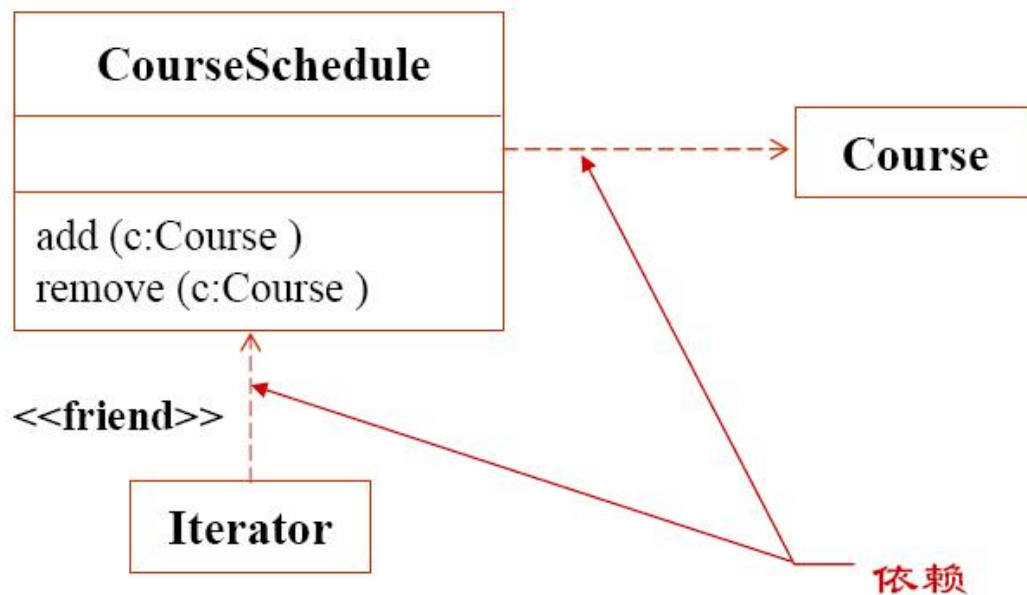 CourseSchedule
Course
add (c:Course )
remove (c:Course )
<<friend>>
Iterator
依赖